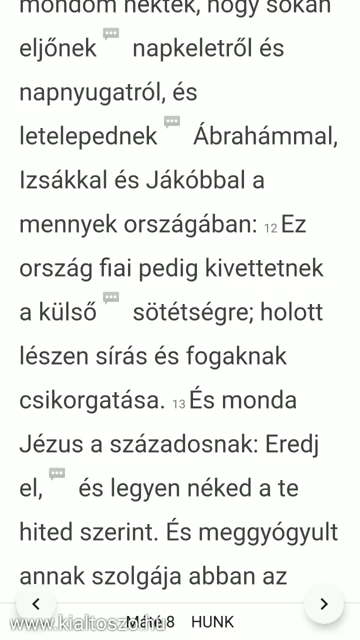 mondom néktek, hogy sokan
eljőnek napkeletről és
napnyugatról, és
letelepednek Ábrahámmal,
Izsákkal és Jákóbbal a
mennyek országában: 12 Ez
ország fiai pedig kivettetnek
a külső sötétségre; holott
lészen sírás és fogaknak
csikorgatása. 13 És monda
Jézus a századosnak: Eredj
el, és legyen néked a te
hited szerint. És meggyógyult
annak szolgája abban az
Máté 8 HUNK
www.kialtoszo.hu